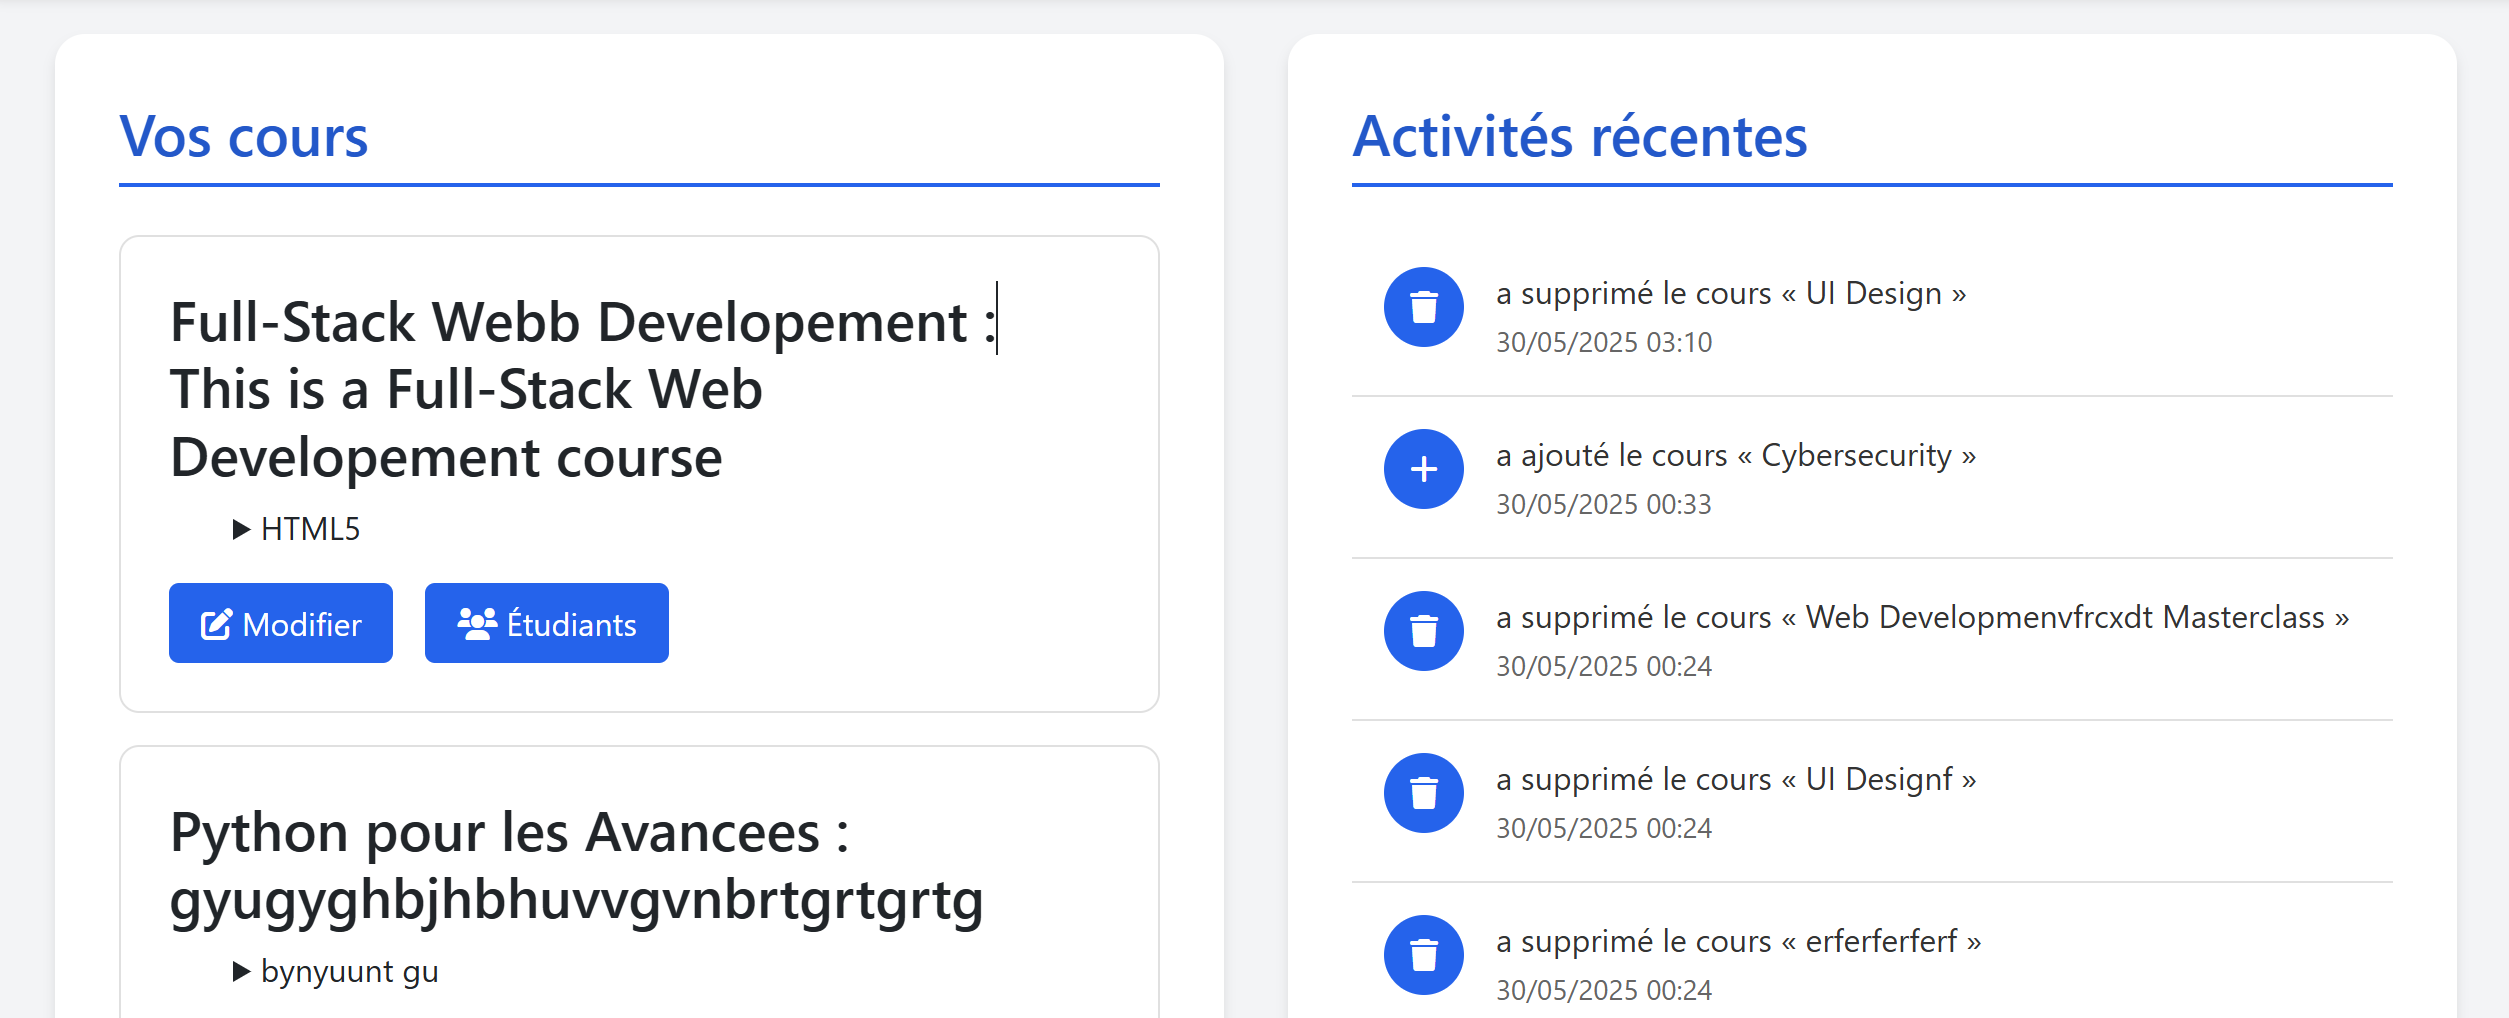 Vos cours
Full-Stack Webb Developement :
This is a Full-Stack Web
Developement course
HTML5
Modifier
Étudiants
Python pour les Avancees :
gyugyghbjhbhuvvgvnbrtgrtgrtg
bynyuunt gu
Activités récentes
a supprimé le cours « UI Design »
30/05/2025 03:10
a ajouté le cours « Cybersecurity »
30/05/2025 00:33
a supprimé le cours « Web Developmenvfrcxdt Masterclass »
30/05/2025 00:24
a supprimé le cours « UI Designf »
30/05/2025 00:24
a supprimé le cours « erferferferf »
30/05/2025 00:24